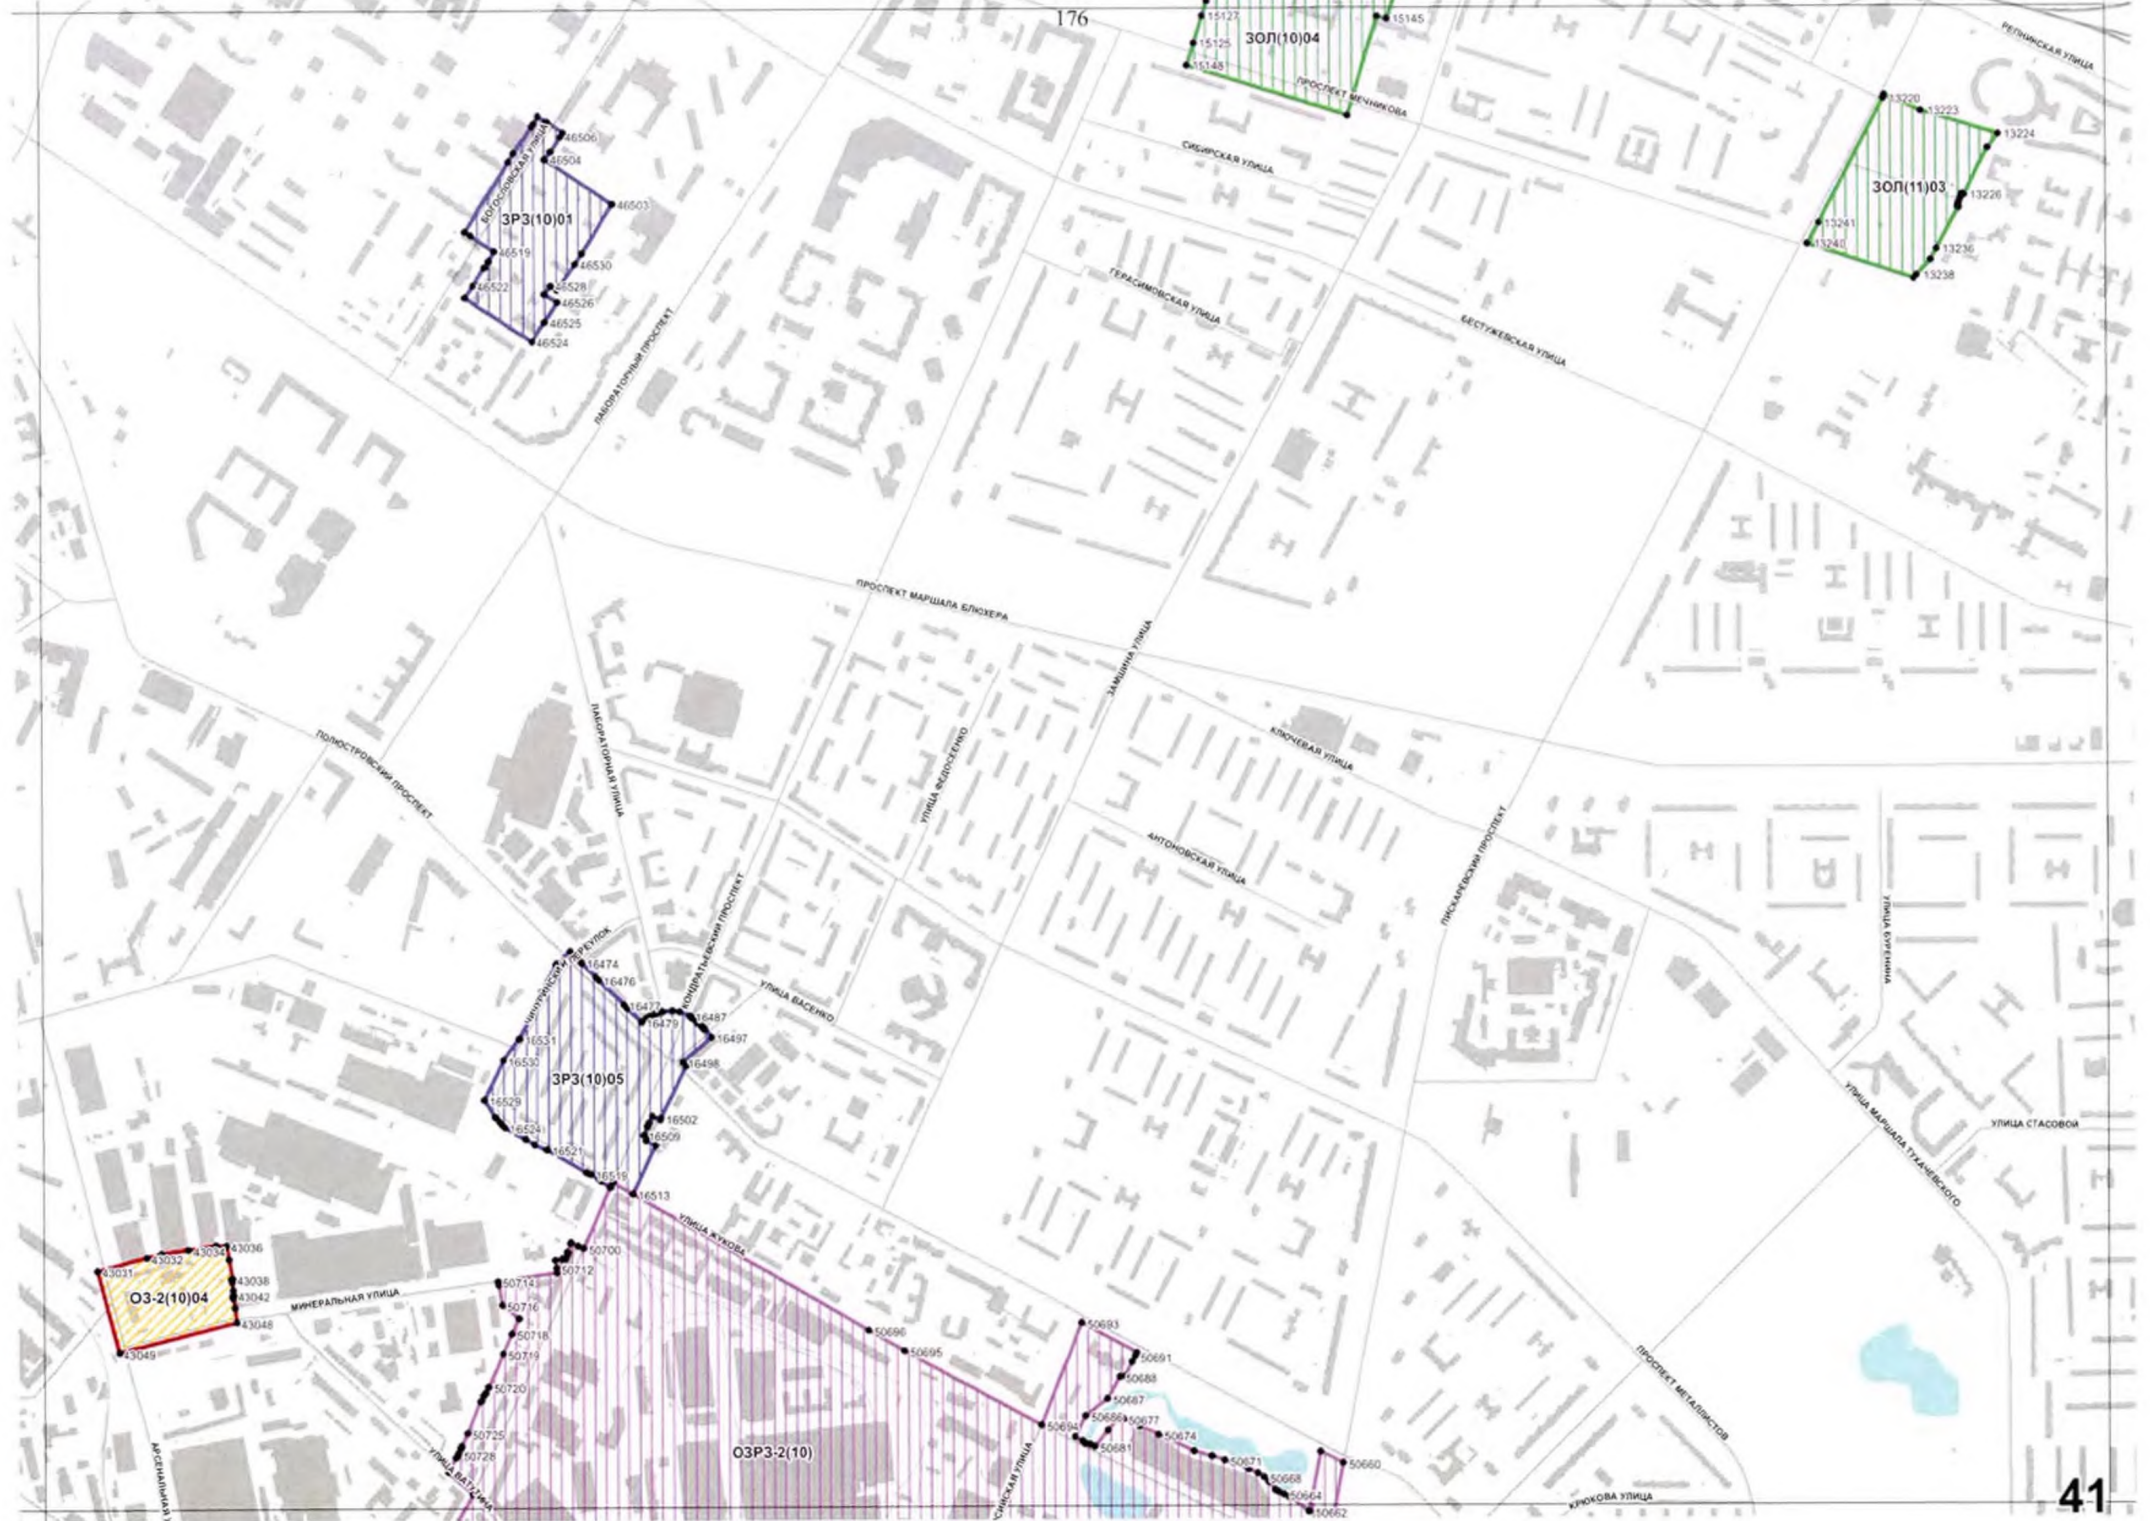 176
15127
15145
15125
ЗОЛ(10)04
15148
ПРОСПЕКТ МЕЧНИКОВА
РЕПИНСКАЯ УЛИЦА
13220
13223
13224
ЗОЛ(11)03
13226
13241
13240
13236
13238
46506
46504
БОГОСЛОВСКАЯ УЛИЦА
46503
ЗРЗ(10)01
46519
46530
46522
46528
46526
46525
46524
СИБИРСКАЯ УЛИЦА
ГЕРАСИМОВСКАЯ УЛИЦА
БЕСТУЖЕВСКАЯ УЛИЦА
ЛАБОРАТОРНЫЙ ПРОСПЕКТ
ПРОСПЕКТ МАРШАЛА БЛЮХЕРА
ЗАМШИНА УЛИЦА
ПОЛЮСТРОВСКИЙ ПРОСПЕКТ
ЛАБОРАТОРНАЯ УЛИЦА
УЛИЦА ФЕДОСЕЕНКО
КЛЮЧЕВАЯ УЛИЦА
АНТОНОВСКАЯ УЛИЦА
ПИСКАРЁВСКИЙ ПРОСПЕКТ
УЛИЦА БУРЕНИНА
КОНДРАТЬЕВСКИЙ ПРОСПЕКТ
УЛИЦА ВАСЕНКО
ПЕРЕУЛОК
16474
16476
16477
16479
16487
16497
16498
16531
16530
ЗРЗ(10)05
16529
16524
16502
16509
16521
16519
16513
УЛИЦА МАРШАЛА ТУХАЧЕВСКОГО
УЛИЦА СТАСОВОЙ
УЛИЦА ЖУКОВА
43031
43032
43034
43036
43038
43042
43048
43049
ОЗ-2(10)04
МИНЕРАЛЬНАЯ УЛИЦА
50700
50712
50714
50716
50718
50719
50720
50725
50728
50696
50695
50693
50691
50688
50687
50686
50677
50694
50681
50674
50671
50668
50664
50660
50662
ОЗРЗ-2(10)
ПРОСПЕКТ МЕТАЛЛИСТОВ
УЛИЦА ВАТУТИНА
АРСЕНАЛЬНАЯ
КРЮКОВА УЛИЦА
41